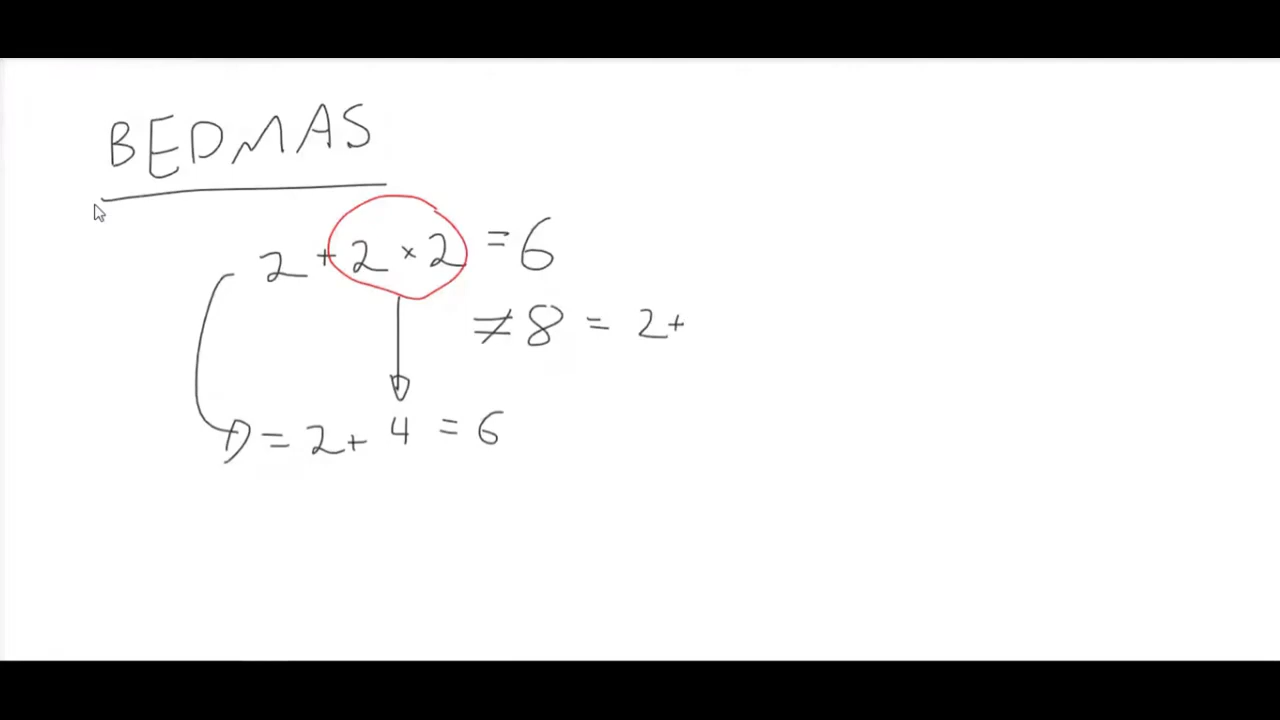 BEDMAS
2 + 2 × 2 = 6
≠ 8 = 2+
= 2 + 4 = 6